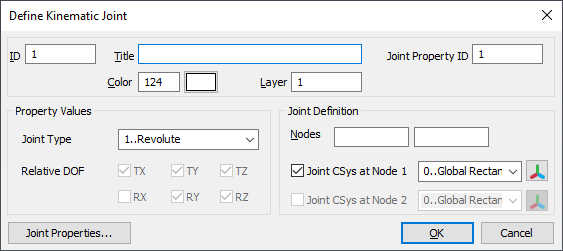 Define Kinematic Joint
ID 1 Title Joint Property ID 1
Color 124 Layer 1
Property Values
Joint Type 1..Revolute
Relative DOF TX TY TZ
RX RY RZ
Joint Definition
Nodes
Joint CSys at Node 1 0..Global Rectan
Joint CSys at Node 2 0..Global Rectan
Joint Properties... OK Cancel